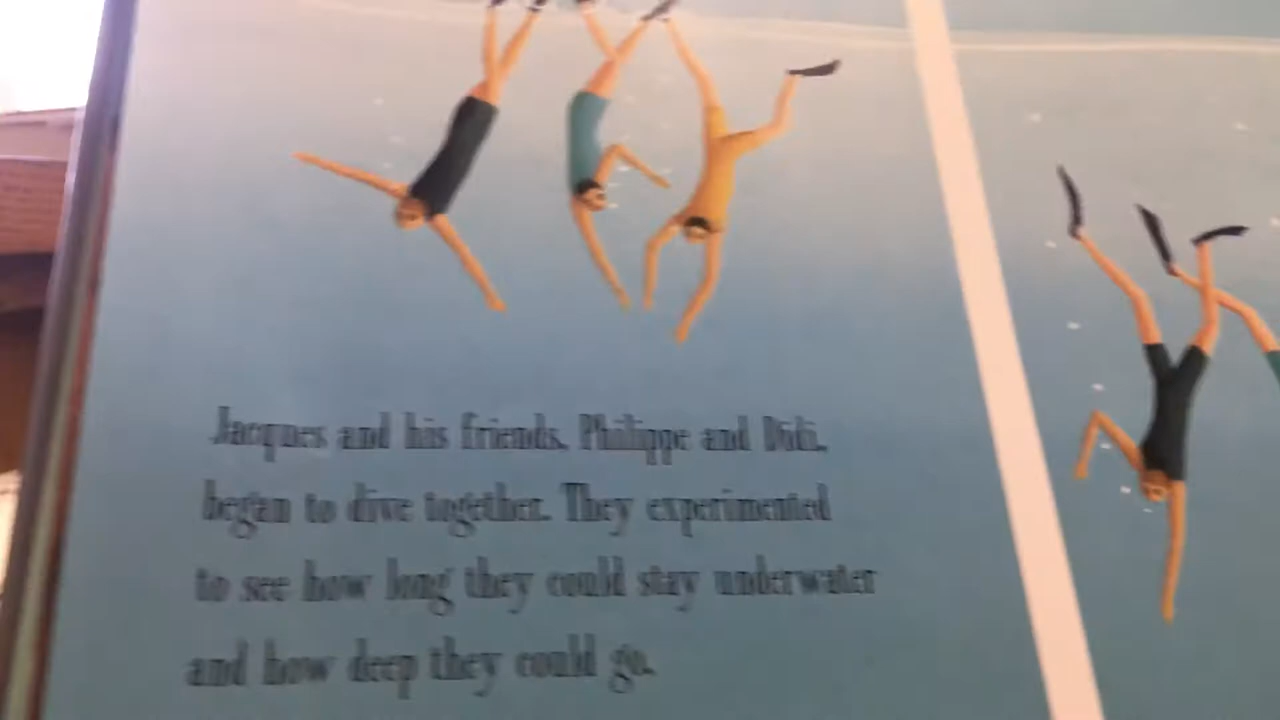 Jacques and his friends, Philippe and Didi,
began to dive together. They experimented
to see how long they could stay underwater
and how deep they could go.